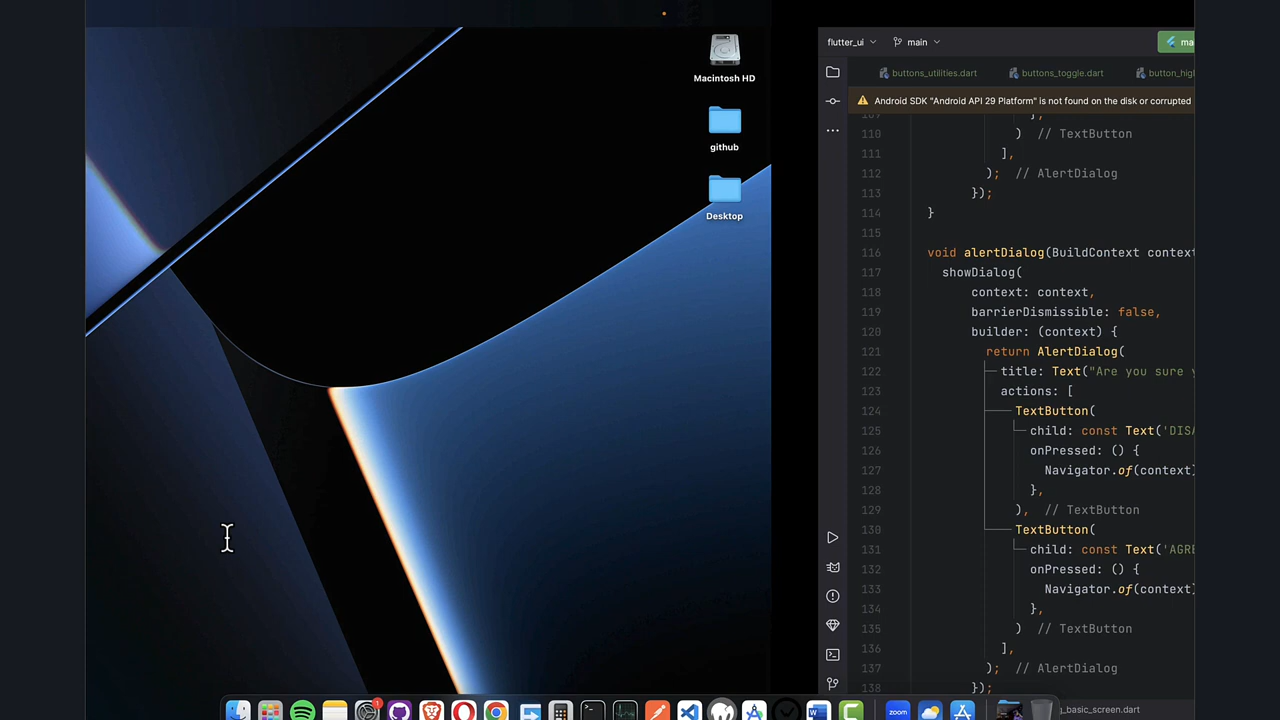 Macintosh HD
github
Desktop
flutter_ui
main
ma
buttons_utilities.dart
buttons_toggle.dart
Android SDK "Android API 29 Platform" is not found on the disk or corrupted
],
110 ) // TextButton
111 ],
112 ); // AlertDialog
113 });
114 }
115
116 void alertDialog(BuildContext context
117 showDialog(
118 context: context,
119 barrierDismissible: false,
120 builder: (context) {
121 return AlertDialog(
122 title: Text("Are you sure
123 actions: [
124 TextButton(
125 child: const Text('DISA
126 onPressed: () {
127 Navigator.of(context)
128 },
129 ), // TextButton
130 TextButton(
131 child: const Text('AGRE
132 onPressed: () {
133 Navigator.of(context)
134 },
135 ) // TextButton
136 ],
137 ); // AlertDialog
138 });
1
zoom
_basic_screen.dart